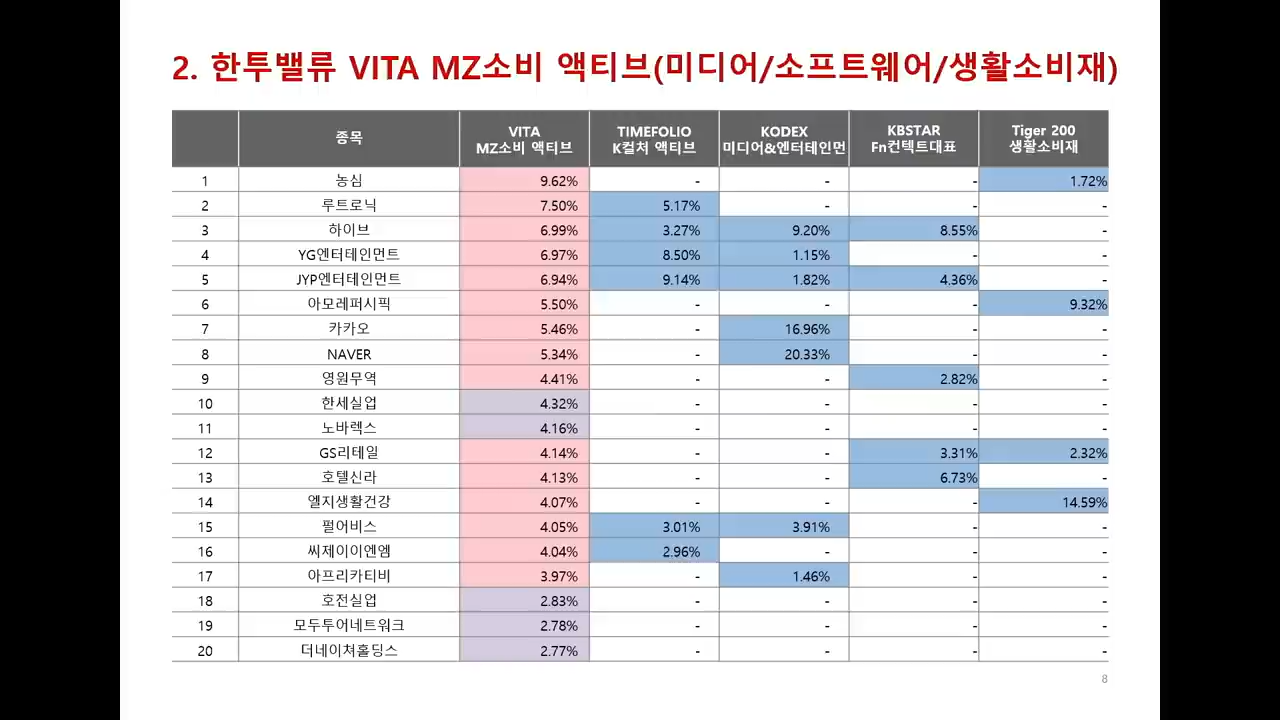 2. 한투밸류 VITA MZ소비 액티브(미디어/소프트웨어/생활소비재)
종목 VITA MZ소비 액티브 TIMEFOLIO K컬처 액티브 KODEX 미디어&엔터테인먼 KBSTAR Fn컨텍트대표 Tiger 200 생활소비재
1 농심 9.62% - - - 1.72%
2 루트로닉 7.50% 5.17% - - -
3 하이브 6.99% 3.27% 9.20% 8.55% -
4 YG엔터테인먼트 6.97% 8.50% 1.15% - -
5 JYP엔터테인먼트 6.94% 9.14% 1.82% 4.36% -
6 아모레퍼시픽 5.50% - - - 9.32%
7 카카오 5.46% - 16.96% - -
8 NAVER 5.34% - 20.33% - -
9 영원무역 4.41% - - 2.82% -
10 한세실업 4.32% - - - -
11 노바렉스 4.16% - - - -
12 GS리테일 4.14% - - 3.31% 2.32%
13 호텔신라 4.13% - - 6.73% -
14 엘지생활건강 4.07% - - - 14.59%
15 펄어비스 4.05% 3.01% 3.91% - -
16 씨제이이엔엠 4.04% 2.96% - - -
17 아프리카티비 3.97% - 1.46% - -
18 호전실업 2.83% - - - -
19 모두투어네트워크 2.78% - - - -
20 더네이쳐홀딩스 2.77% - - - -
8